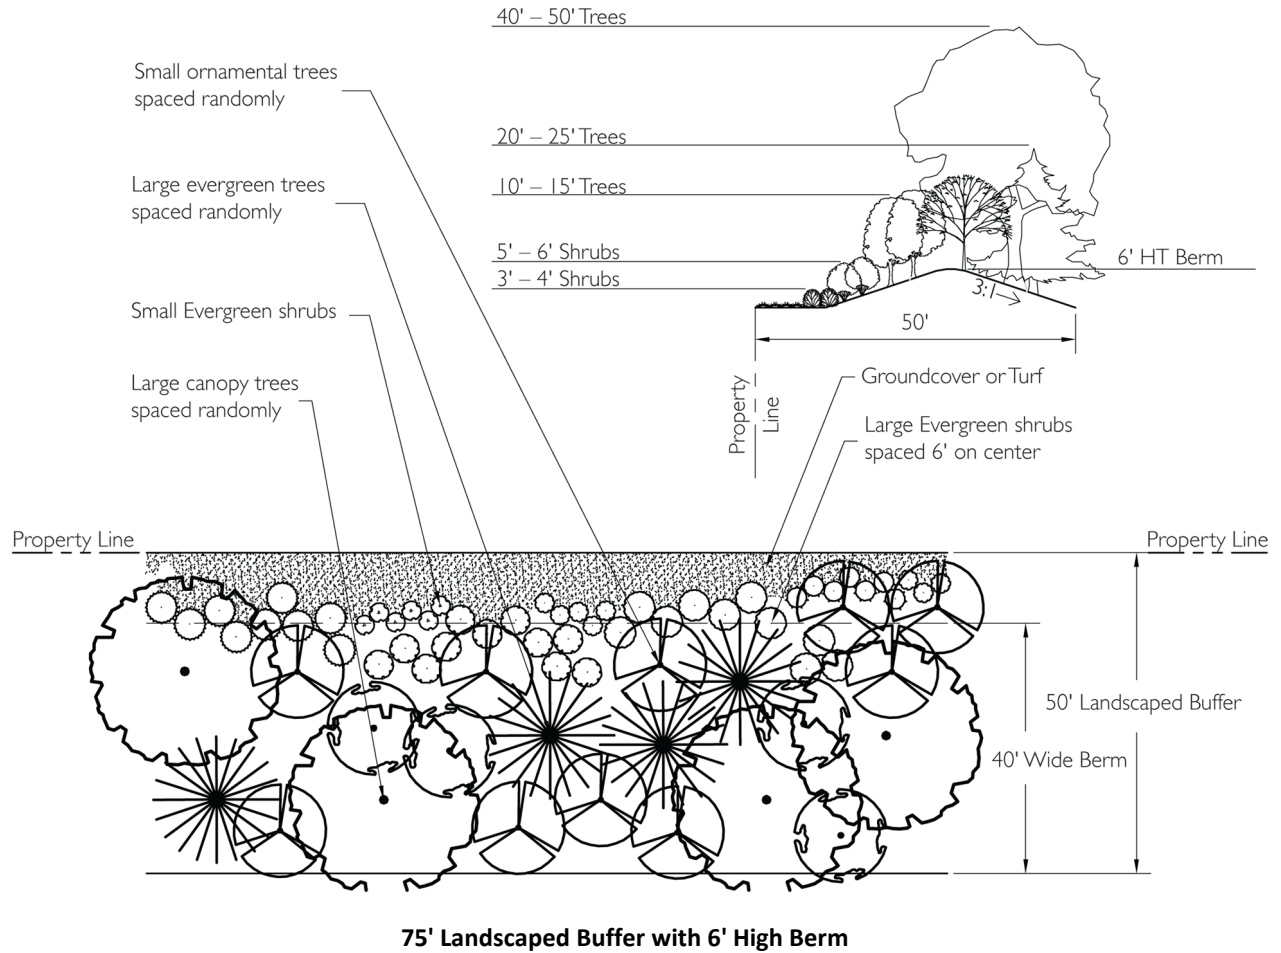 40' – 50' Trees
Small ornamental trees
spaced randomly
20' – 25' Trees
Large evergreen trees
spaced randomly
10' – 15' Trees
5' – 6' Shrubs
3' – 4' Shrubs
6' HT Berm
3:1
50'
Small Evergreen shrubs
Large canopy trees
spaced randomly
Property
Line
Groundcover or Turf
Large Evergreen shrubs
spaced 6' on center
Property Line
Property Line
50' Landscaped Buffer
40' Wide Berm
75' Landscaped Buffer with 6' High Berm